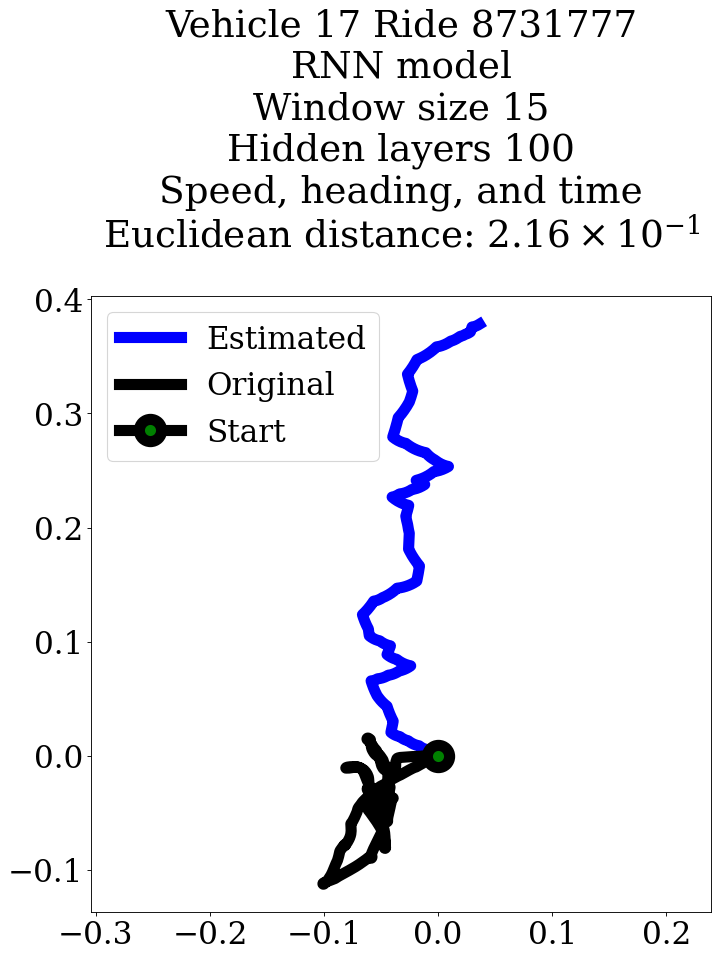 Vehicle 17 Ride 8731777
RNN model
Window size 15
Hidden layers 100
Speed, heading, and time
Euclidean distance: 2.16 × 10⁻¹
0.4
Estimated
Original
Start
0.3
0.2
0.1
0.0
−0.1
−0.3 −0.2 −0.1 0.0 0.1 0.2